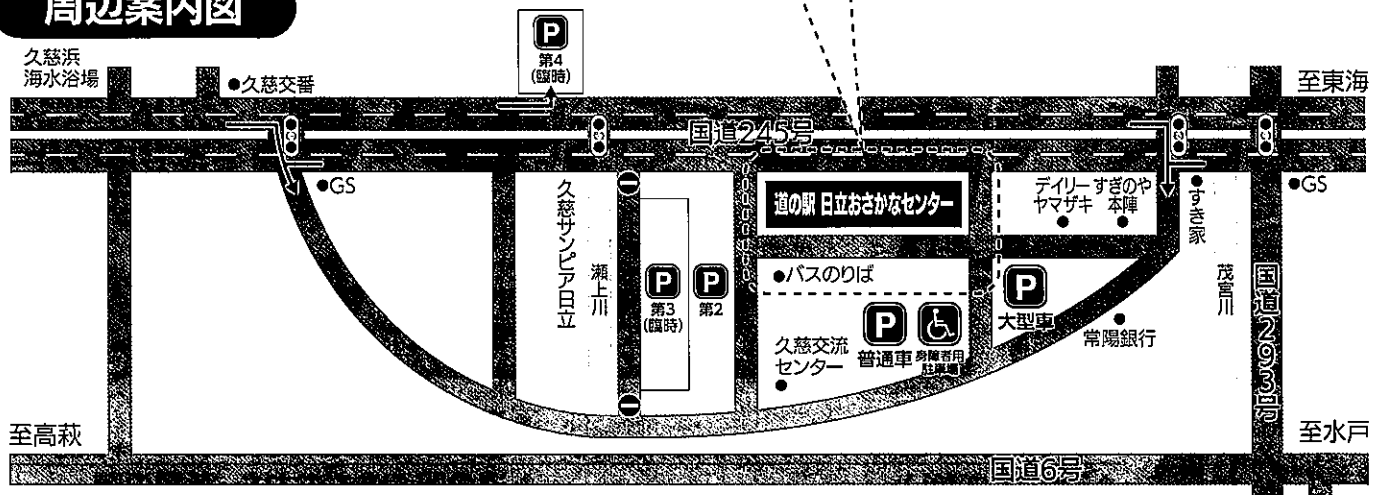 周辺案内図
久慈浜
海水浴場
●久慈交番
P
第4
(臨時)
至東海
国道245号
●GS
久慈サンピア日立
瀬上川
P
第3
(臨時)
P
第2
道の駅 日立おさかなセンター
●バスのりば
久慈交流
センター
P
普通車
身障者用
駐車場
P
大型車
デイリー
ヤマザキ
すぎのや
本陣
すき家
常陽銀行
茂宮川
●GS
国道293号
至高萩
至水戸
国道6号